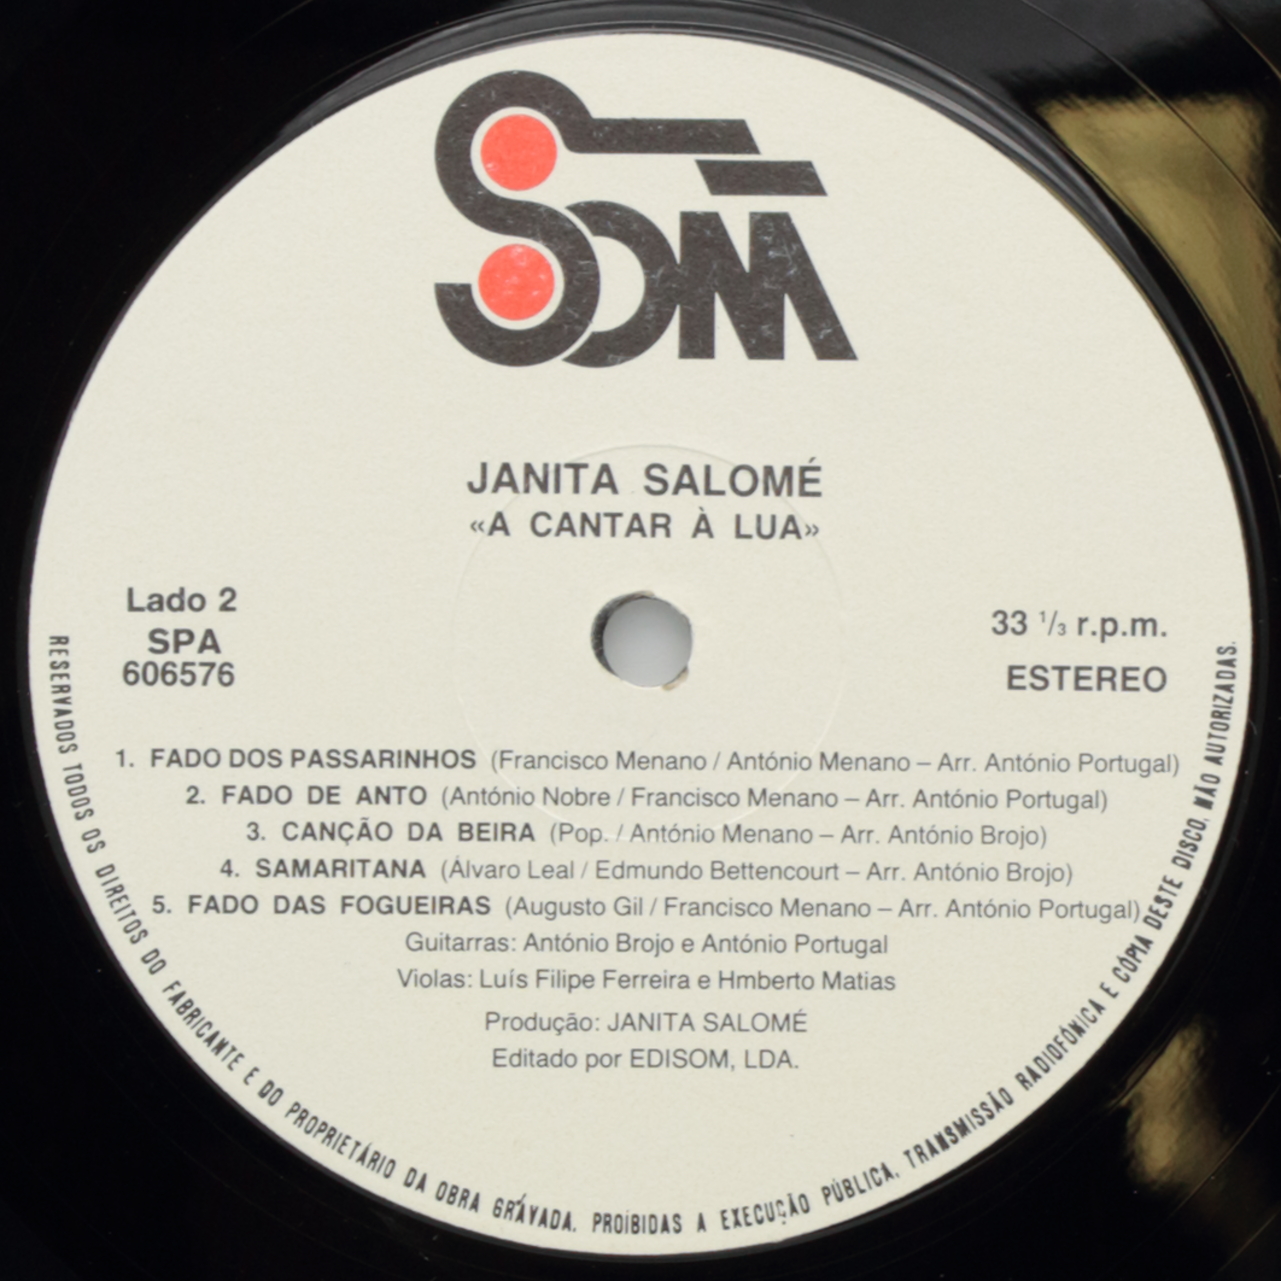 SOM
JANITA SALOMÉ
«A CANTAR À LUA»
Lado 2
SPA
606576
33 1/3 r.p.m.
ESTEREO
1. FADO DOS PASSARINHOS (Francisco Menano / António Menano – Arr. António Portugal)
2. FADO DE ANTO (António Nobre / Francisco Menano – Arr. António Portugal)
3. CANÇÃO DA BEIRA (Pop. / António Menano – Arr. António Brojo)
4. SAMARITANA (Álvaro Leal / Edmundo Bettencourt – Arr. António Brojo)
5. FADO DAS FOGUEIRAS (Augusto Gil / Francisco Menano – Arr. António Portugal)
Guitarras: António Brojo e António Portugal
Violas: Luís Filipe Ferreira e Hmberto Matias
Produção: JANITA SALOMÉ
Editado por EDISOM, LDA.
RESERVADOS TODOS OS DIREITOS DO FABRICANTE E DO PROPRIETÁRIO DA OBRA GRÁVADA. PROÍBIDAS A EXECUÇÃO PÚBLICA, TRANSMISSÃO RADIOFÓNICA E CÓPIA DESTE DISCO, NÃO AUTORIZADAS.